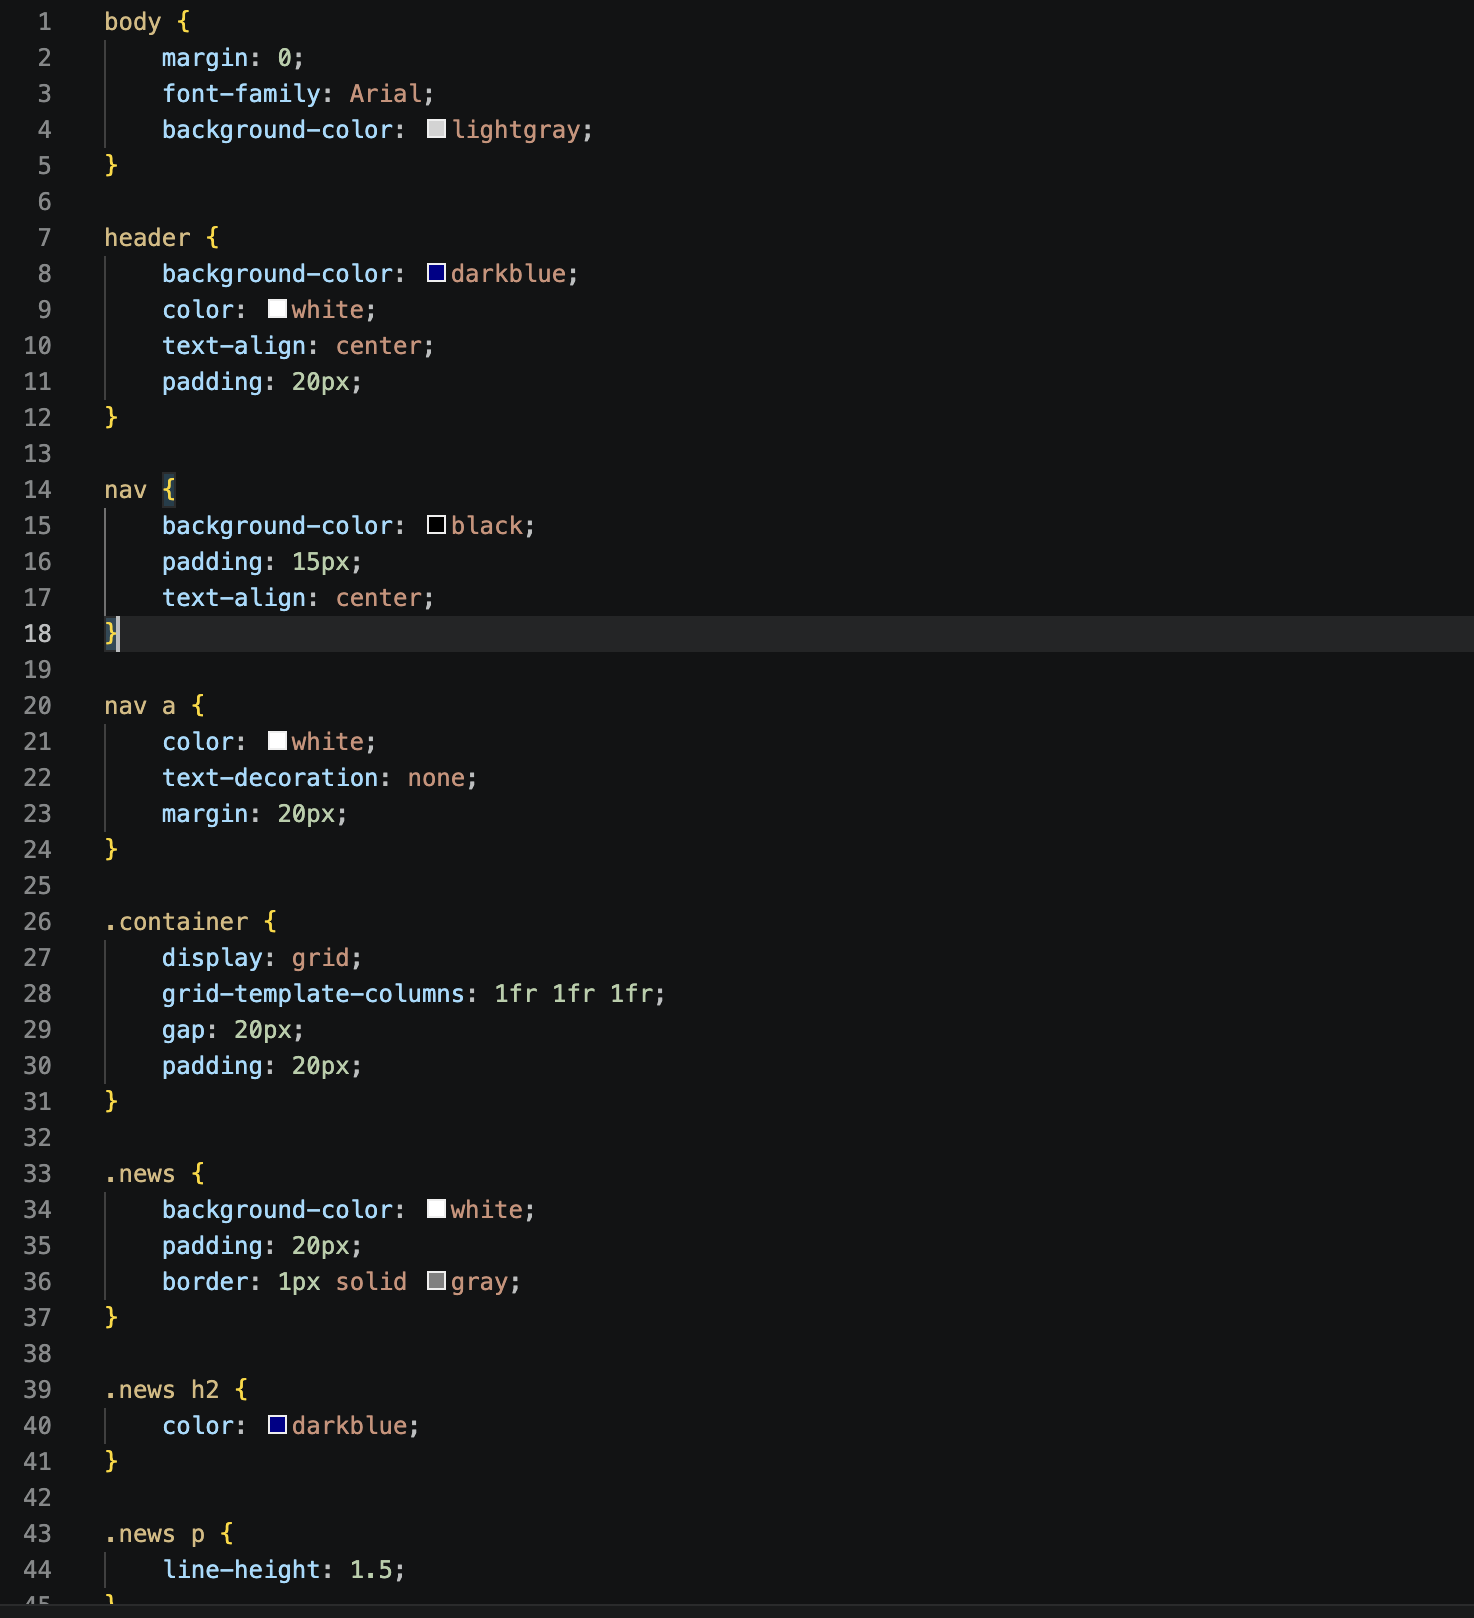 1 body {
2     margin: 0;
3     font-family: Arial;
4     background-color: lightgray;
5 }
6
7 header {
8     background-color: darkblue;
9     color: white;
10     text-align: center;
11     padding: 20px;
12 }
13
14 nav {
15     background-color: black;
16     padding: 15px;
17     text-align: center;
18 }
19
20 nav a {
21     color: white;
22     text-decoration: none;
23     margin: 20px;
24 }
25
26 .container {
27     display: grid;
28     grid-template-columns: 1fr 1fr 1fr;
29     gap: 20px;
30     padding: 20px;
31 }
32
33 .news {
34     background-color: white;
35     padding: 20px;
36     border: 1px solid gray;
37 }
38
39 .news h2 {
40     color: darkblue;
41 }
42
43 .news p {
44     line-height: 1.5;
45 }